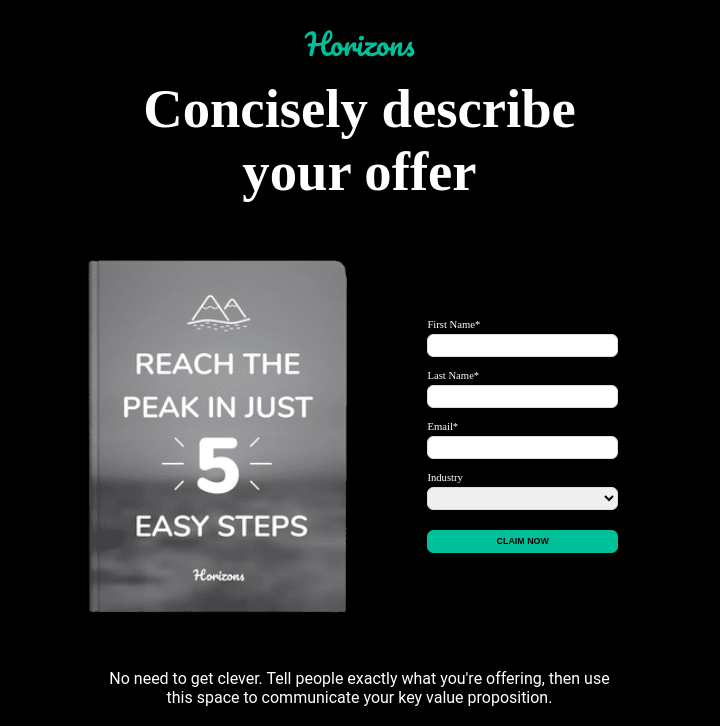 Horizons
Concisely describe
your offer
REACH THE
PEAK IN JUST
5
EASY STEPS
Horizons
First Name*
Last Name*
Email*
Industry
CLAIM NOW
No need to get clever. Tell people exactly what you're offering, then use
this space to communicate your key value proposition.